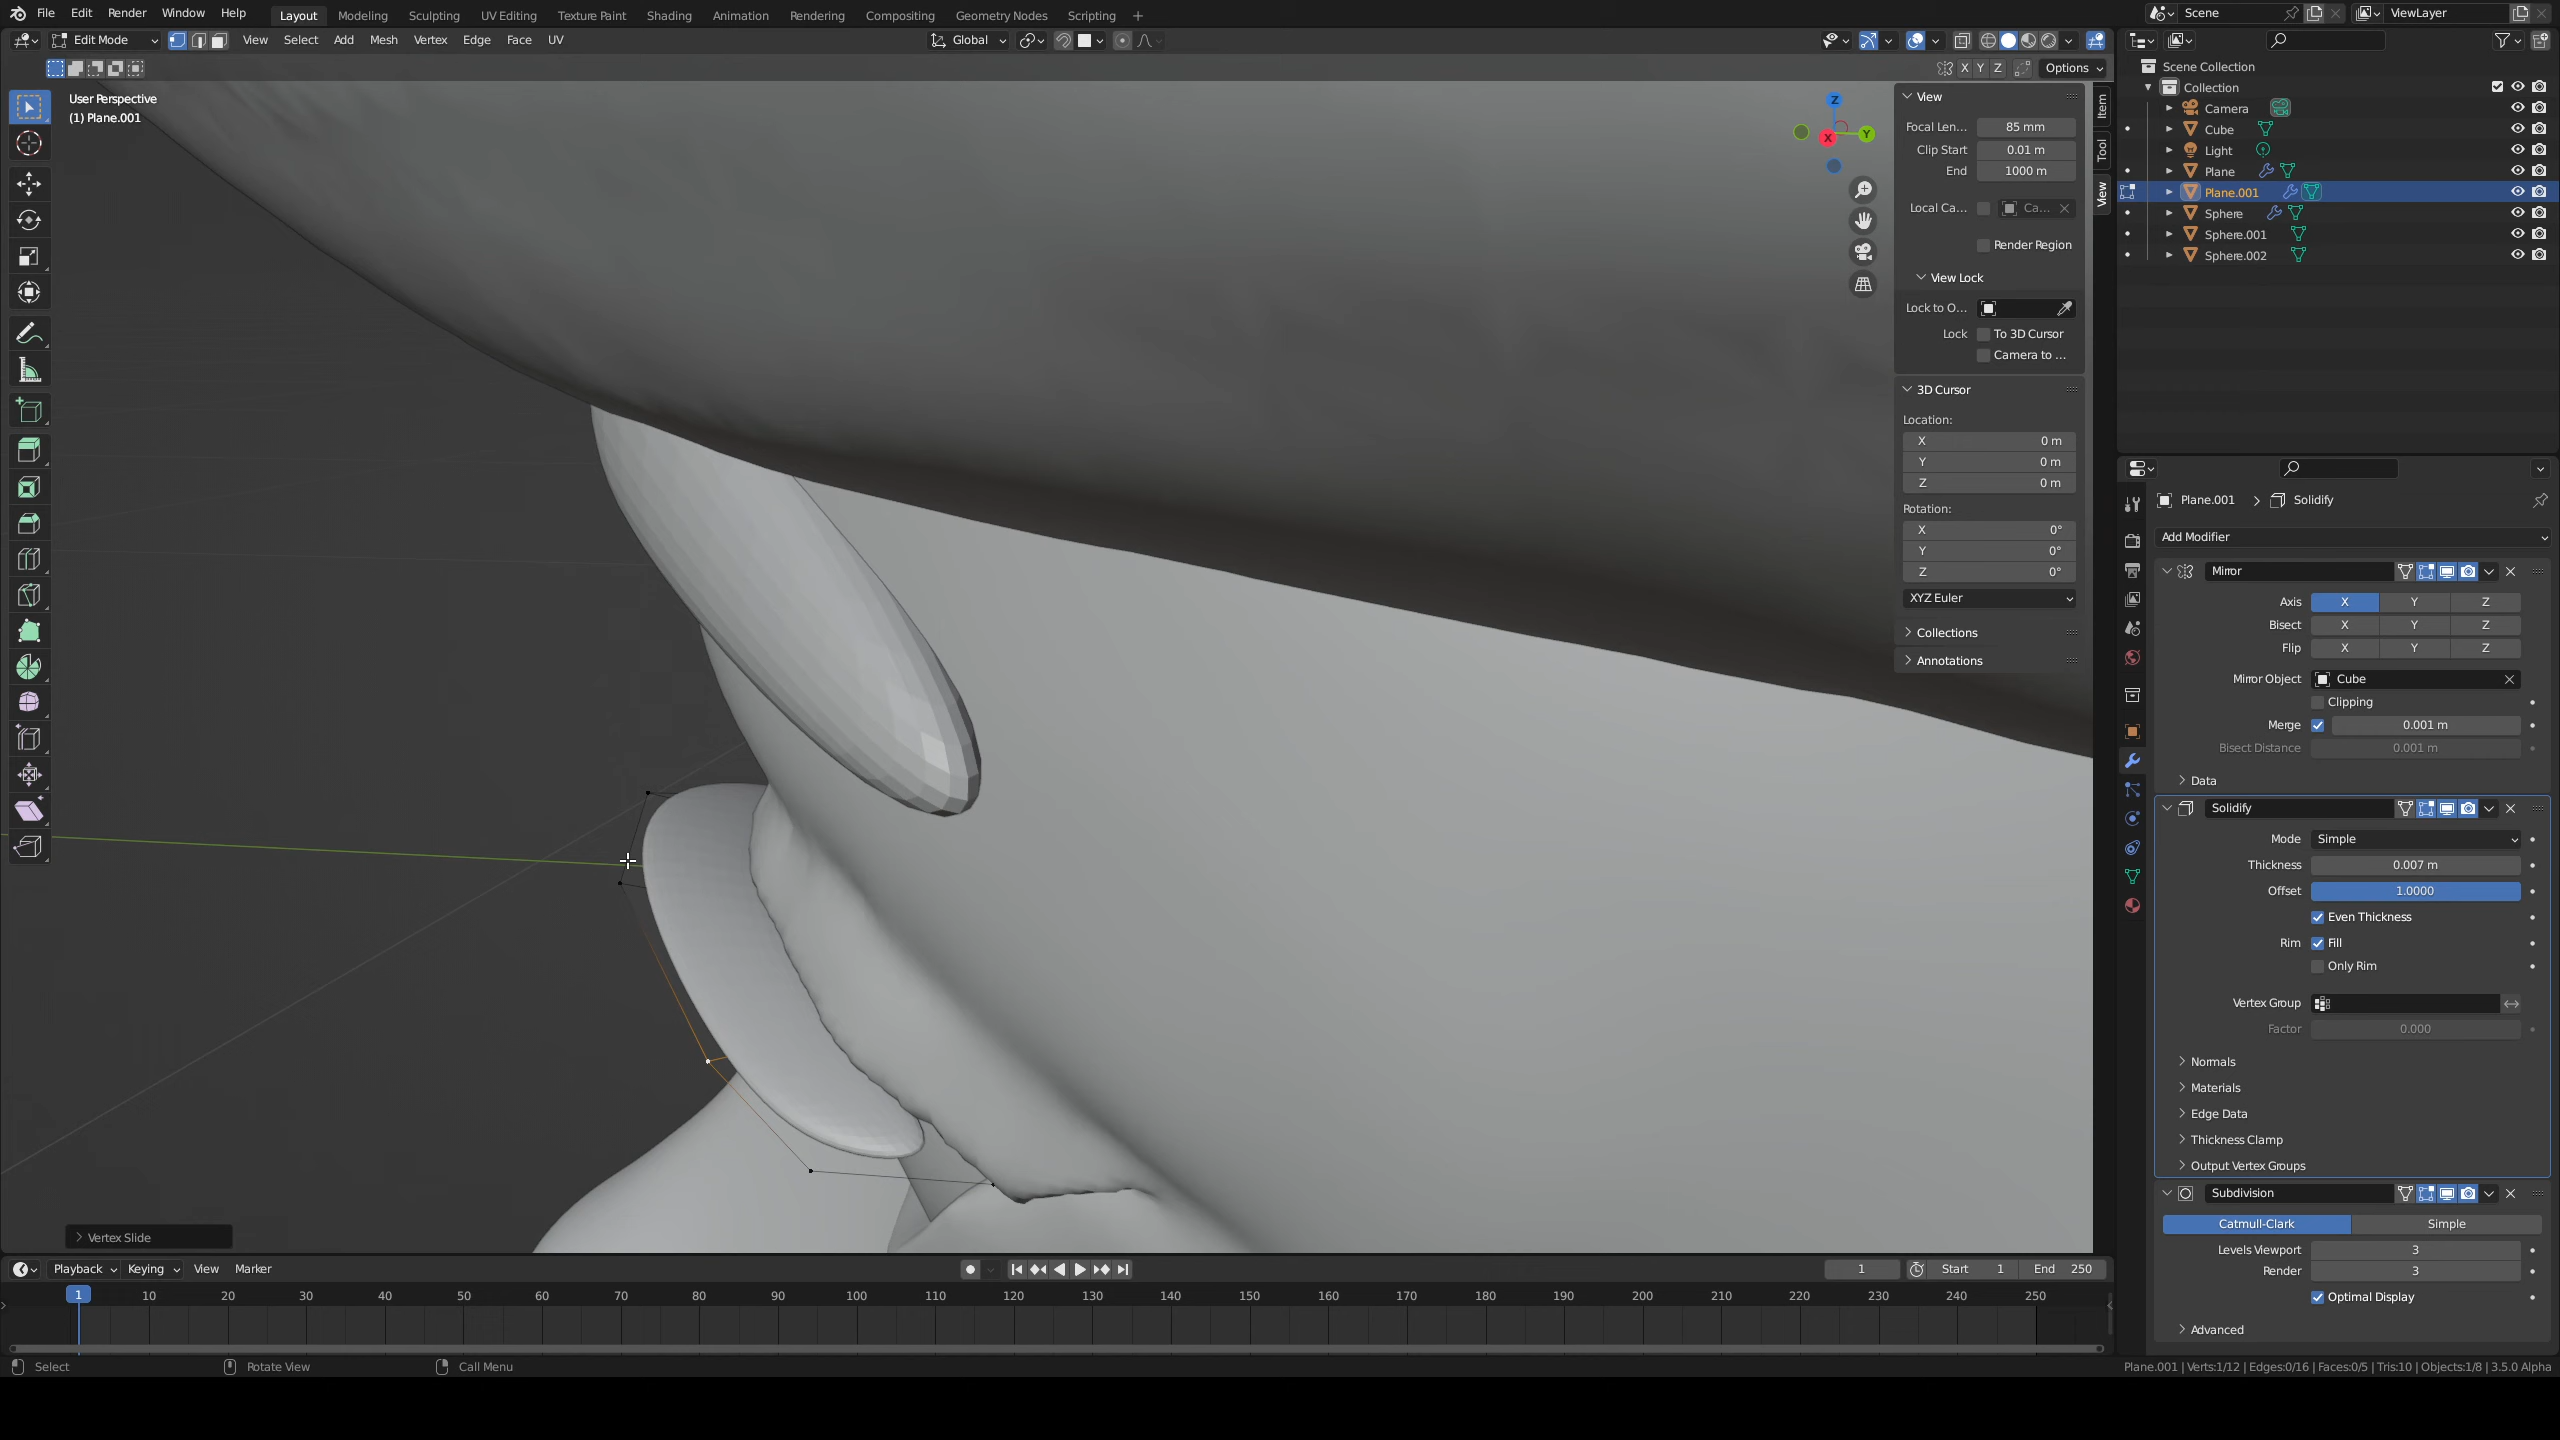 File Edit Render Window Help Layout Modeling Sculpting UV Editing Texture Paint Shading Animation Rendering Compositing Geometry Nodes Scripting + Scene ViewLayer
Edit Mode View Select Add Mesh Vertex Edge Face UV Global
X Y Z Options
User Perspective
(1) Plane.001
Z
Y
X
View
Focal Len... 85 mm
Clip Start 0.01 m
End 1000 m
Local Ca... Ca...
Render Region
View Lock
Lock to O...
Lock To 3D Cursor
Camera to ...
3D Cursor
Location:
X 0 m
Y 0 m
Z 0 m
Rotation:
X 0°
Y 0°
Z 0°
XYZ Euler
Collections
Annotations
Item
Tool
View
Scene Collection
Collection
Camera
Cube
Light
Plane
Plane.001
Sphere
Sphere.001
Sphere.002
Plane.001 > Solidify
Add Modifier
Mirror
Axis X Y Z
Bisect X Y Z
Flip X Y Z
Mirror Object Cube
Clipping
Merge 0.001 m
Bisect Distance 0.001 m
Data
Solidify
Mode Simple
Thickness 0.007 m
Offset 1.0000
Even Thickness
Rim Fill
Only Rim
Vertex Group
Factor 0.000
Normals
Materials
Edge Data
Thickness Clamp
Output Vertex Groups
Subdivision
Catmull-Clark Simple
Levels Viewport 3
Render 3
Optimal Display
Advanced
Vertex Slide
Playback Keying View Marker 1 Start 1 End 250
1 10 20 30 40 50 60 70 80 90 100 110 120 130 140 150 160 170 180 190 200 210 220 230 240 250
Select Rotate View Call Menu Plane.001 | Verts:1/12 | Edges:0/16 | Faces:0/5 | Tris:10 | Objects:1/8 | 3.5.0 Alpha